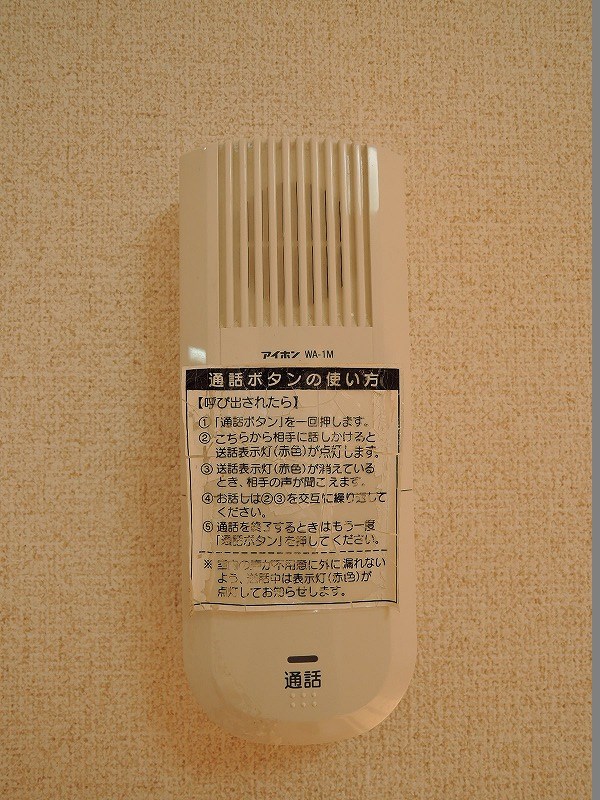 アイホン WA-1M
通話ボタンの使い方
【呼び出されたら】
①「通話ボタン」を一回押します。
②こちらから相手に話しかけると
送話表示灯(赤色)が点灯します。
③送話表示灯(赤色)が消えている
とき、相手の声が聞こえます。
④お話しは②③を交互に繰り返して
ください。
⑤通話を終了するときはもう一度
「通話ボタン」を押してください。
※室内の声が不用意に外に漏れない
よう、送話中は表示灯(赤色)が
点灯してお知らせします。
通話